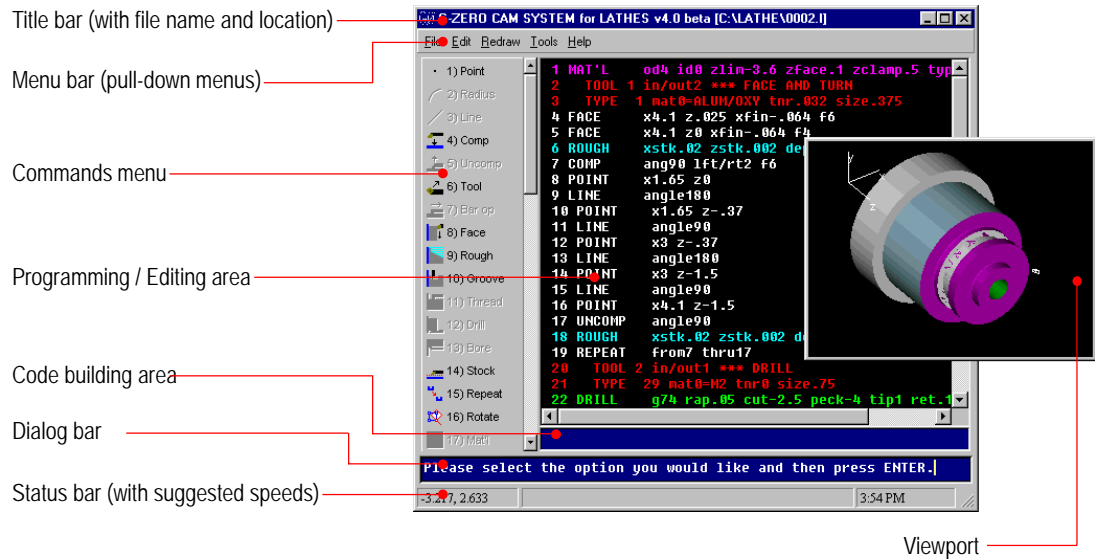 Title bar (with file name and location)
Menu bar (pull-down menus)
Commands menu
Programming / Editing area
Code building area
Dialog bar
Status bar (with suggested speeds)
-ZERO CAM SYSTEM for LATHES v4.0 beta [C:\LATHE\0002.l]
File Edit Redraw Tools Help
1) Point
2) Radius
3) Line
4) Comp
5) Uncomp
6) Tool
7) Bar op
8) Face
9) Rough
10) Groove
11) Thread
12) Drill
13) Bore
14) Stock
15) Repeat
16) Rotate
17) Mat'l
1 MAT'L od4 id0 zlim-3.6 zface.1 zclamp.5 typ
2 TOOL 1 in/out2 *** FACE AND TURN
3 TYPE 1 mat0=ALUM/OXY tnr.032 size.375
4 FACE x4.1 z.025 xfin-.064 f6
5 FACE x4.1 z0 xfin-.064 f4
6 ROUGH xstk.02 zstk.002 dep
7 COMP ang90 lft/rt2 f6
8 POINT x1.65 z0
9 LINE angle180
10 POINT x1.65 z-.37
11 LINE angle90
12 POINT x3 z-.37
13 LINE angle180
14 POINT x3 z-1.5
15 LINE angle90
16 POINT x4.1 z-1.5
17 UNCOMP angle90
18 ROUGH xstk.02 zstk.002 d
19 REPEAT from7 thru17
20 TOOL 2 in/out1 *** DRILL
21 TYPE 29 mat0=M2 tnr0 size.75
22 DRILL g74 rap.05 cut-2.5 peck-4 tip1 ret.1
y
z
Please select the option you would like and then press ENTER.
-3.217, 2.633
3:54 PM
Viewport